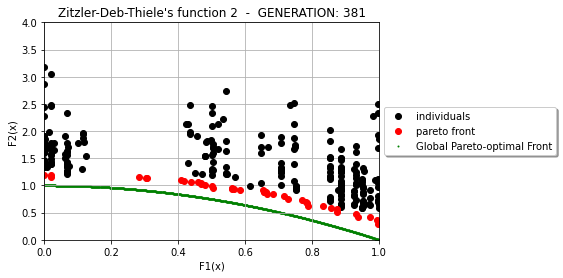 Zitzler-Deb-Thiele's function 2  -  GENERATION: 381
4.0
3.5
3.0
2.5
2.0
1.5
1.0
0.5
0.0
F2(x)
0.0 0.2 0.4 0.6 0.8 1.0
F1(x)
individuals
pareto front
Global Pareto-optimal Front